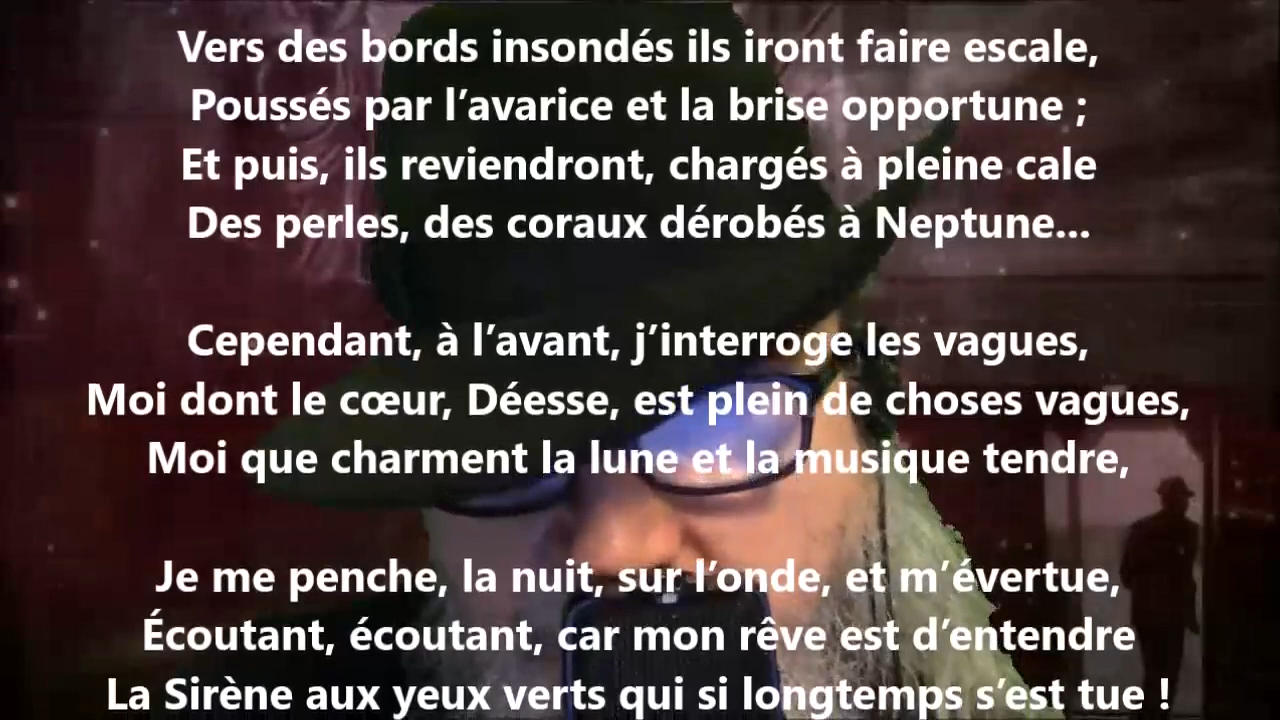 Vers des bords insondés ils iront faire escale,
Poussés par l’avarice et la brise opportune ;
Et puis, ils reviendront, chargés à pleine cale
Des perles, des coraux dérobés à Neptune...
Cependant, à l’avant, j’interroge les vagues,
Moi dont le cœur, Déesse, est plein de choses vagues,
Moi que charment la lune et la musique tendre,
Je me penche, la nuit, sur l’onde, et m’évertue,
Écoutant, écoutant, car mon rêve est d’entendre
La Sirène aux yeux verts qui si longtemps s’est tue !